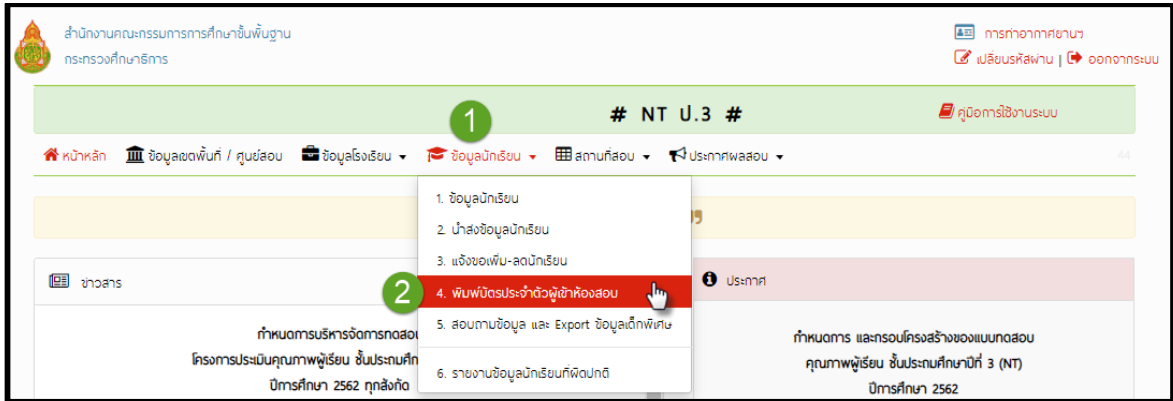 สำนักงานคณะกรรมการการศึกษาขั้นพื้นฐาน
กระทรวงศึกษาธิการ
การท่าอากาศยานฯ
เปลี่ยนรหัสผ่าน | ออกจากระบบ
# NT ป.3 #
คู่มือการใช้งานระบบ
1
หน้าหลัก ข้อมูลเขตพื้นที่ / ศูนย์สอบ ข้อมูลโรงเรียน ข้อมูลนักเรียน สถานที่สอบ ประกาศผลสอบ 44
1. ข้อมูลนักเรียน
2. นำส่งข้อมูลนักเรียน
3. แจ้งขอเพิ่ม-ลดนักเรียน
2
4. พิมพ์บัตรประจำตัวผู้เข้าห้องสอบ
5. สอบถามข้อมูล และ Export ข้อมูลเด็กพิเศษ
6. รายงานข้อมูลนักเรียนที่ผิดปกติ
ข่าวสาร
กำหนดการบริหารจัดการทดสอ
โครงการประเมินคุณภาพผู้เรียน ชั้นประถมศึก
ปีการศึกษา 2562 ทุกสังกัด
ประกาศ
กำหนดการ และกรอบโครงสร้างของแบบทดสอบ
คุณภาพผู้เรียน ชั้นประถมศึกษาปีที่ 3 (NT)
ปีการศึกษา 2562